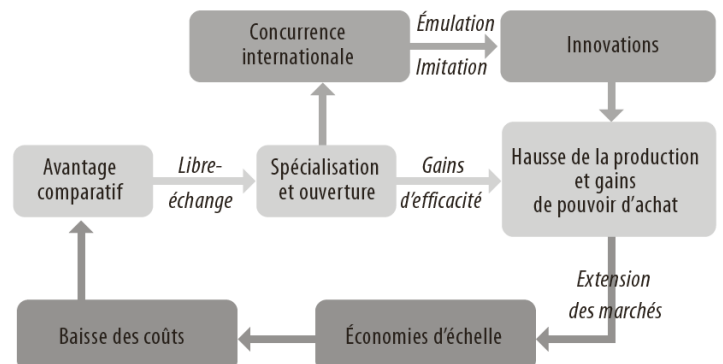 Concurrence
internationale
Émulation
Imitation
Innovations
Avantage
comparatif
Libre-
échange
Spécialisation
et ouverture
Gains
d'efficacité
Hausse de la production
et gains
de pouvoir d'achat
Extension
des marchés
Baisse des coûts
Économies d'échelle